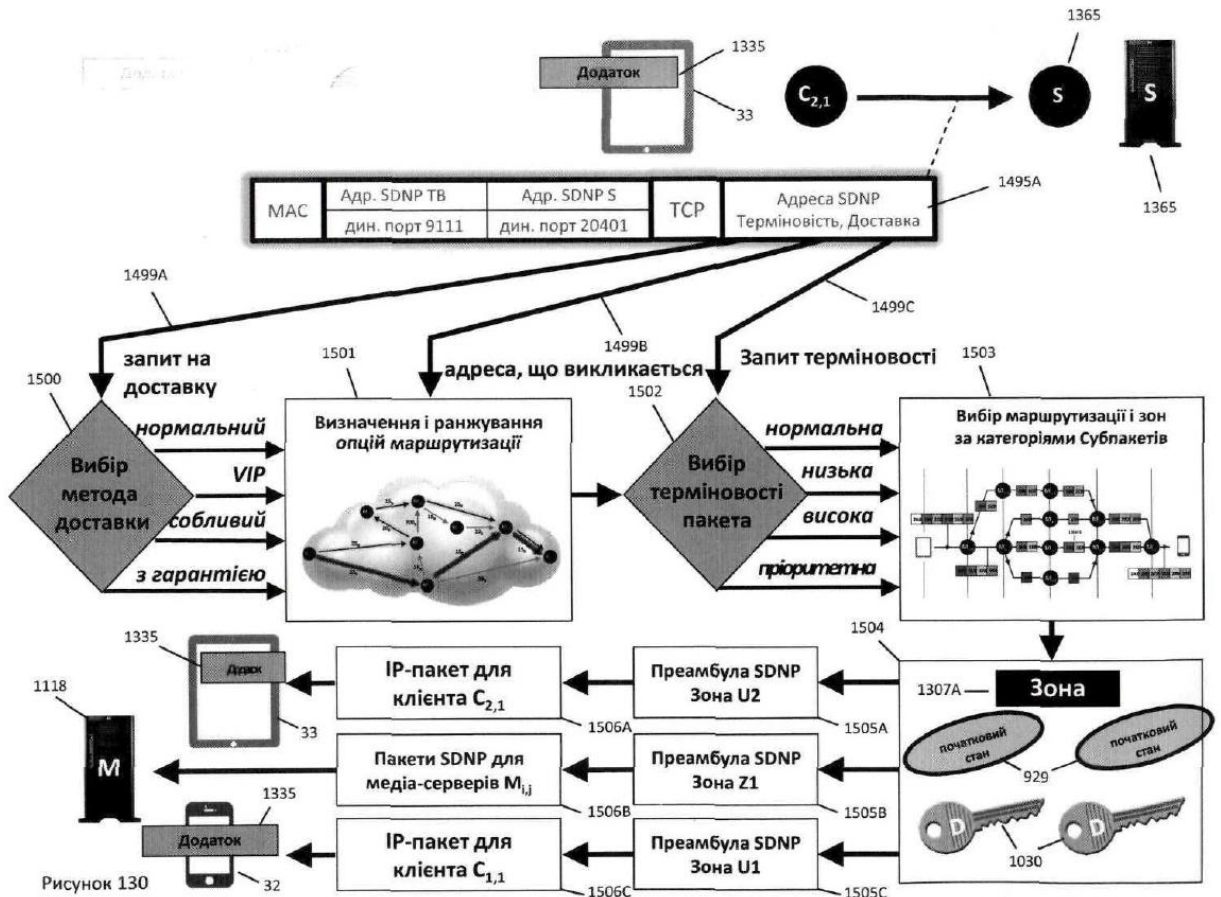 1335
1365
Додаток
C2,1
S
S
33
1365
1495A
MAC
Адр. SDNP TB
Адр. SDNP S
TCP
Адреса SDNP
Терміновість, Доставка
дин. порт 9111
дин. порт 20401
1499A
1499B
1499C
запит на
доставку
адреса, що викликається
Запит терміновості
1500
1501
1502
1503
Вибір
метода
доставки
нормальний
VIP
собливий
з гарантією
Визначення і ранжування
опцій маршрутизації
Вибір
терміновості
пакета
нормальна
низька
висока
пріоритетна
Вибір маршрутизації і зон
за категоріями Субпакетів
1504
1335
33
IP-пакет для
клієнта C2,1
1506A
Преамбула SDNP
Зона U2
1505A
1307A
Зона
1118
M
Пакети SDNP для
медіа-серверів Mi,j
1506B
Преамбула SDNP
Зона Z1
1505B
початковий
стан
початковий
стан
929
D
D
1030
1335
Додаток
32
IP-пакет для
клієнта C1,1
1506C
Преамбула SDNP
Зона U1
1505C
Рисунок 130